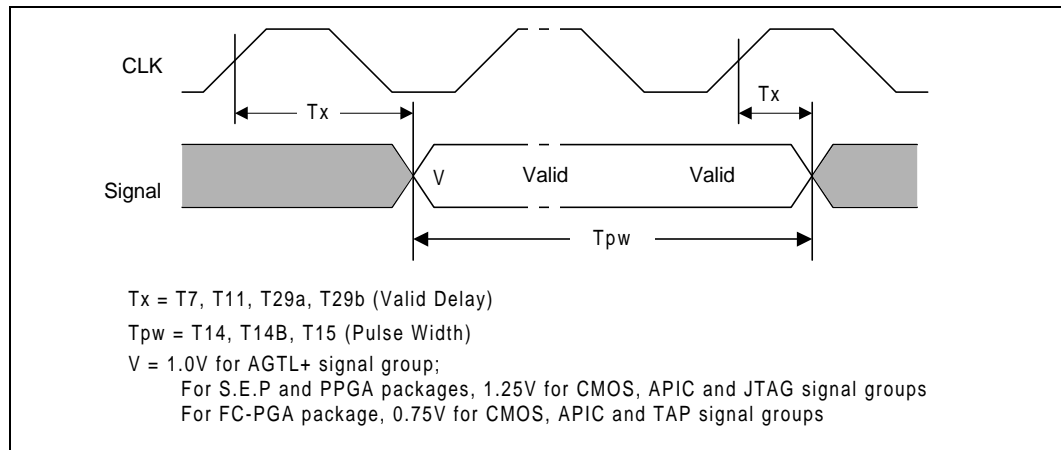 CLK
Tx
Tx
Signal
V Valid Valid
Tpw
Tx = T7, T11, T29a, T29b (Valid Delay)
Tpw = T14, T14B, T15 (Pulse Width)
V = 1.0V for AGTL+ signal group;
For S.E.P and PPGA packages, 1.25V for CMOS, APIC and JTAG signal groups
For FC-PGA package, 0.75V for CMOS, APIC and TAP signal groups